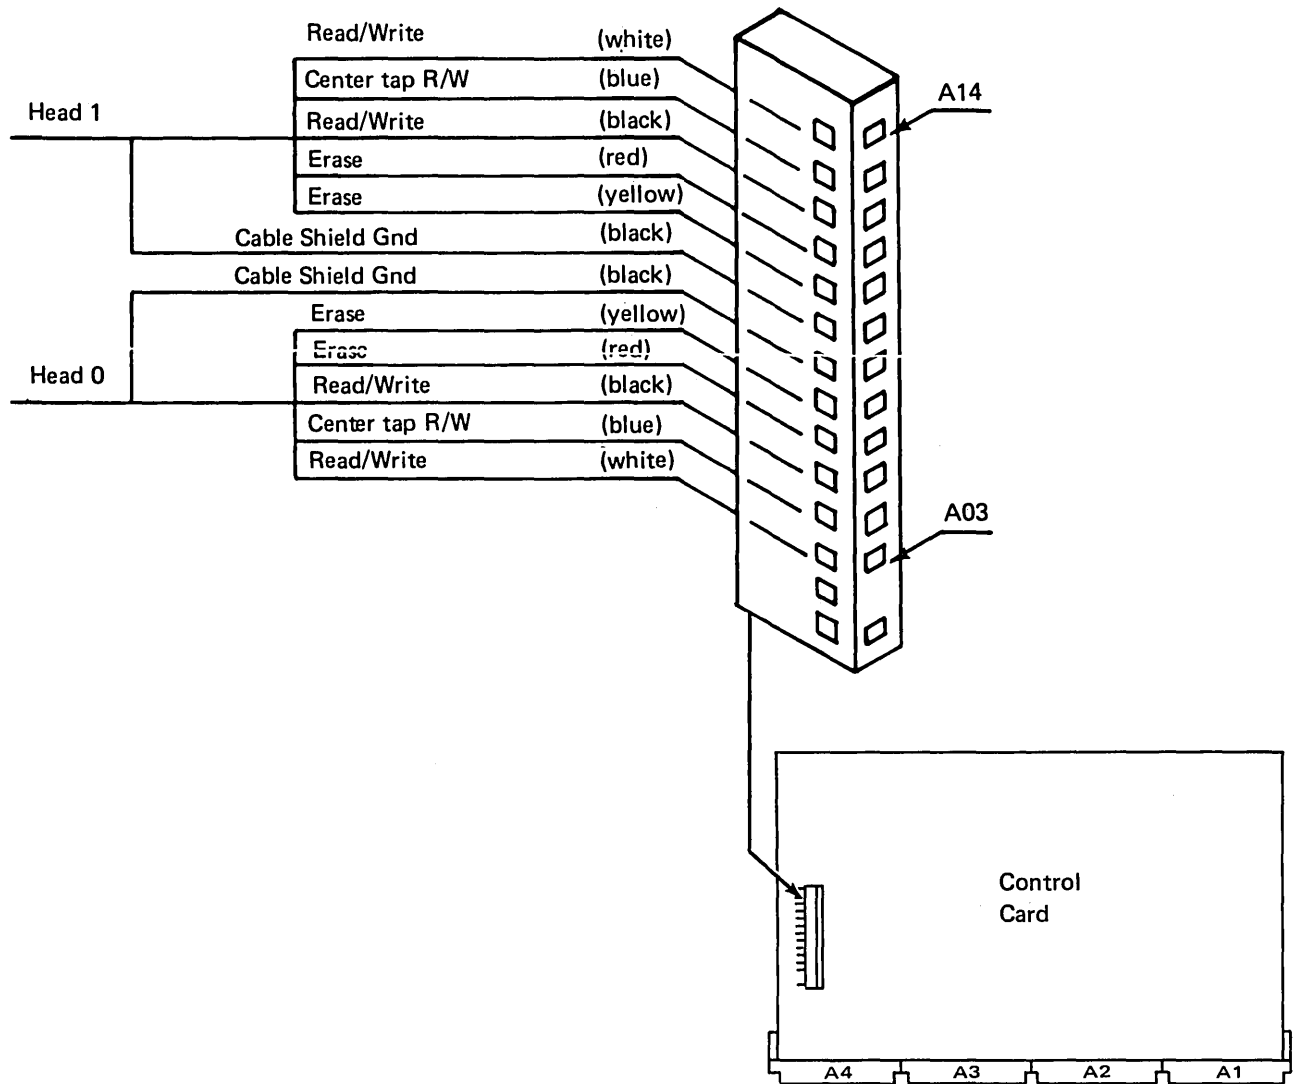 Read/Write (white)
Center tap R/W (blue)
A14
Head 1
Read/Write (black)
Erase (red)
Erase (yellow)
Cable Shield Gnd (black)
Cable Shield Gnd (black)
Erase (yellow)
Erase (red)
Head 0
Read/Write (black)
Center tap R/W (blue)
Read/Write (white)
A03
Control
Card
A4 A3 A2 A1